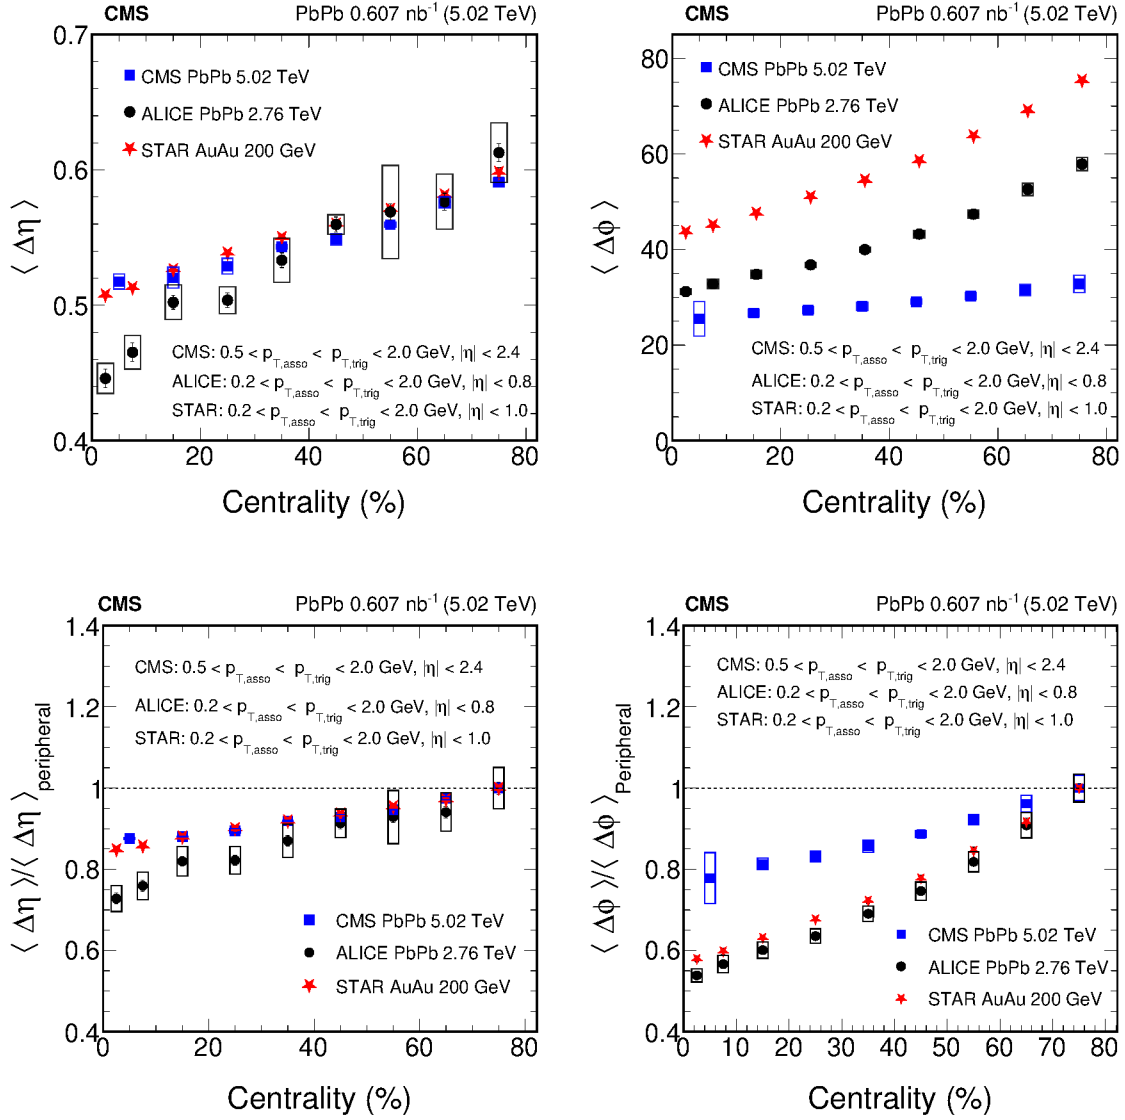 CMS PbPb 0.607 nb⁻¹ (5.02 TeV)
0.7
0.6
0.5
0.4
⟨ Δη ⟩
CMS PbPb 5.02 TeV
ALICE PbPb 2.76 TeV
STAR AuAu 200 GeV
CMS: 0.5 < p_T,asso < p_T,trig < 2.0 GeV, |η| < 2.4
ALICE: 0.2 < p_T,asso < p_T,trig < 2.0 GeV, |η| < 0.8
STAR: 0.2 < p_T,asso < p_T,trig < 2.0 GeV, |η| < 1.0
0 20 40 60 80
Centrality (%)
CMS PbPb 0.607 nb⁻¹ (5.02 TeV)
80
60
40
20
0
⟨ Δϕ ⟩
CMS PbPb 5.02 TeV
ALICE PbPb 2.76 TeV
STAR AuAu 200 GeV
CMS: 0.5 < p_T,asso < p_T,trig < 2.0 GeV, |η| < 2.4
ALICE: 0.2 < p_T,asso < p_T,trig < 2.0 GeV, |η| < 0.8
STAR: 0.2 < p_T,asso < p_T,trig < 2.0 GeV, |η| < 1.0
0 20 40 60 80
Centrality (%)
CMS PbPb 0.607 nb⁻¹ (5.02 TeV)
1.4
1.2
1
0.8
0.6
0.4
⟨ Δη ⟩/⟨ Δη ⟩_peripheral
CMS: 0.5 < p_T,asso < p_T,trig < 2.0 GeV, |η| < 2.4
ALICE: 0.2 < p_T,asso < p_T,trig < 2.0 GeV, |η| < 0.8
STAR: 0.2 < p_T,asso < p_T,trig < 2.0 GeV, |η| < 1.0
CMS PbPb 5.02 TeV
ALICE PbPb 2.76 TeV
STAR AuAu 200 GeV
0 20 40 60 80
Centrality (%)
CMS PbPb 0.607 nb⁻¹ (5.02 TeV)
1.4
1.2
1
0.8
0.6
0.4
⟨ Δϕ ⟩/⟨ Δϕ ⟩_Peripheral
CMS: 0.5 < p_T,asso < p_T,trig < 2.0 GeV, |η| < 2.4
ALICE: 0.2 < p_T,asso < p_T,trig < 2.0 GeV, |η| < 0.8
STAR: 0.2 < p_T,asso < p_T,trig < 2.0 GeV, |η| < 1.0
CMS PbPb 5.02 TeV
ALICE PbPb 2.76 TeV
STAR AuAu 200 GeV
0 10 20 30 40 50 60 70 80
Centrality (%)